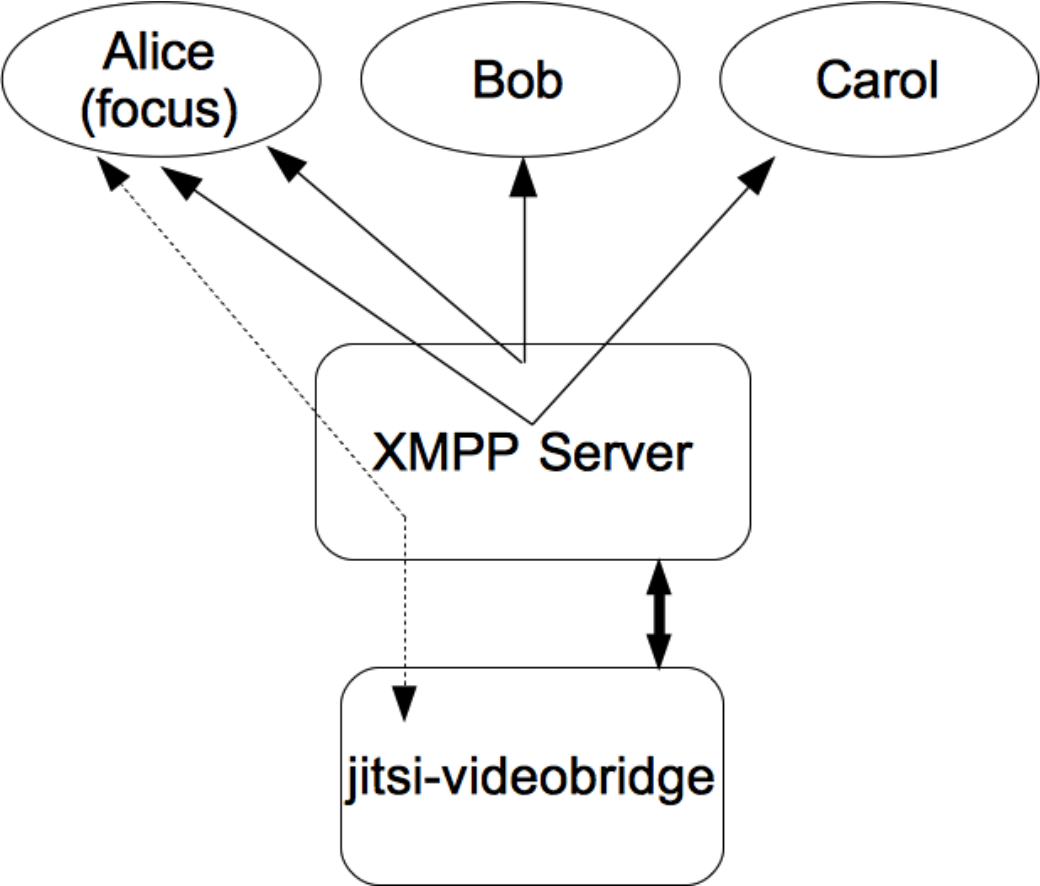 Alice
(focus)
Bob
Carol
XMPP Server
jitsi-videobridge